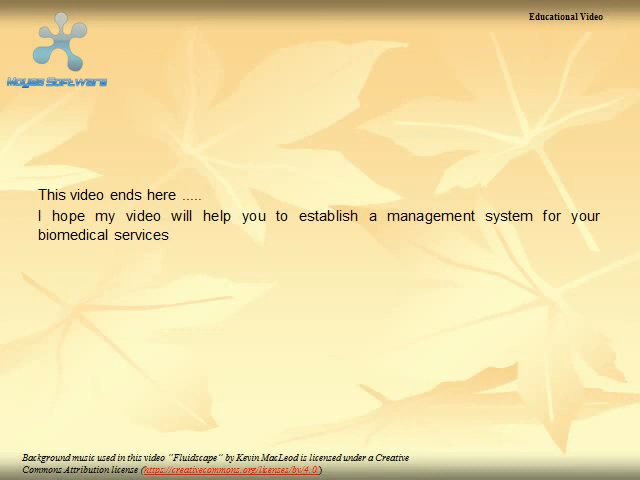 Educational Video
Moyea Software
This video ends here .....
I hope my video will help you to establish a management system for your
biomedical services
Background music used in this video "Fluidscape" by Kevin MacLeod is licensed under a Creative
Commons Attribution license (https://creativecommons.org/licenses/by/4.0/)